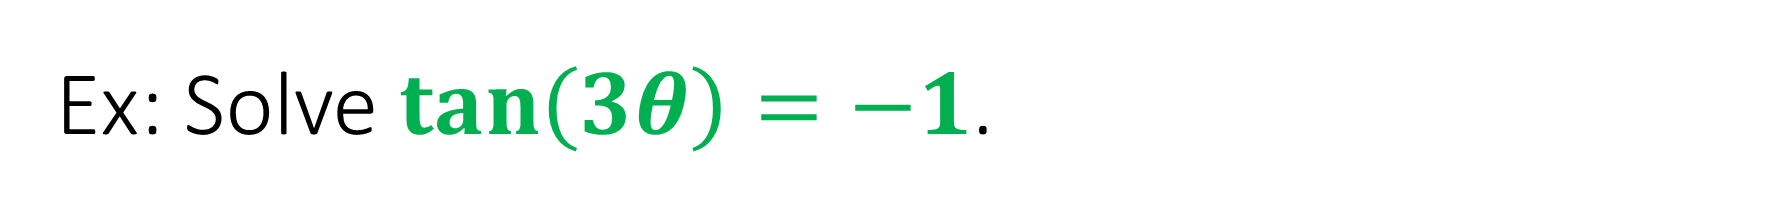 Ex: Solve tan(3θ) = −1.